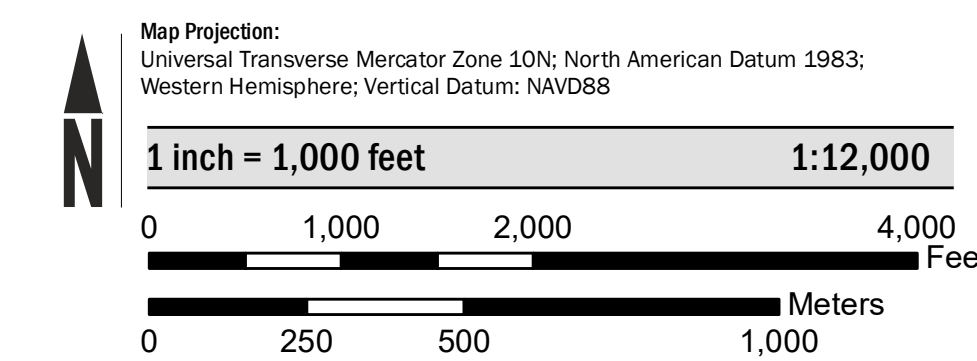 Map Projection:
Universal Transverse Mercator Zone 10N; North American Datum 1983;
Western Hemisphere; Vertical Datum: NAVD88
N
1 inch = 1,000 feet 1:12,000
0 1,000 2,000 4,000
Fee
Meters
0 250 500 1,000